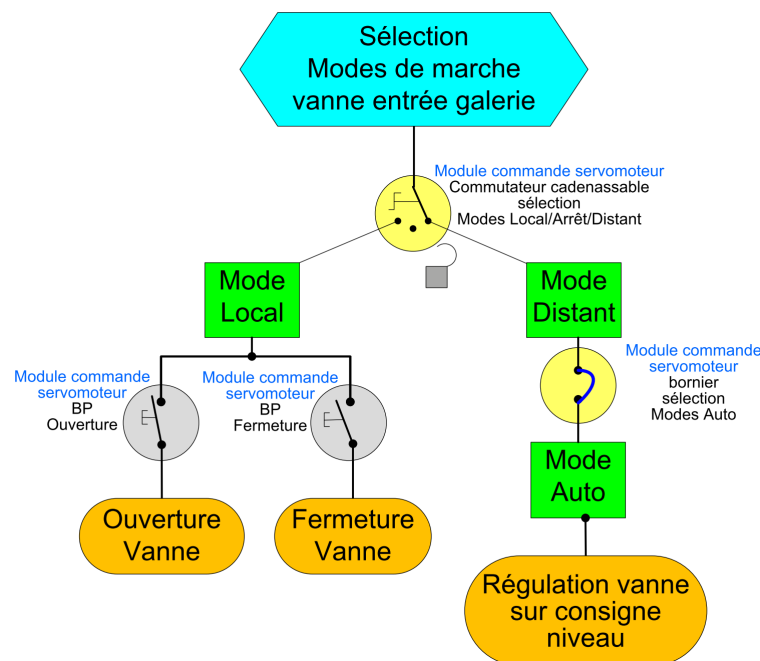 Sélection
Modes de marche
vanne entrée galerie
Module commande servomoteur
Commutateur cadenassable
sélection
Modes Local/Arrêt/Distant
Mode
Local
Mode
Distant
Module commande
servomoteur
BP
Ouverture
Module commande
servomoteur
BP
Fermeture
Module commande
servomoteur
bornier
sélection
Modes Auto
Mode
Auto
Ouverture
Vanne
Fermeture
Vanne
Régulation vanne
sur consigne
niveau